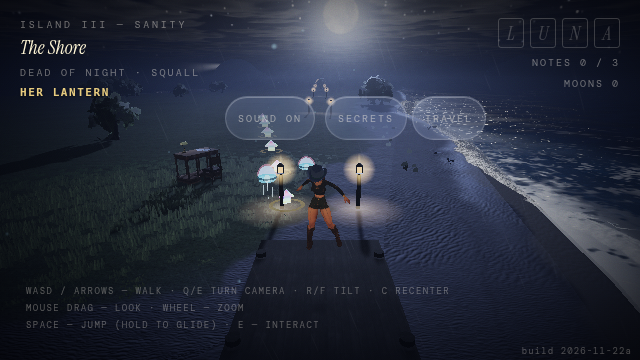 ISLAND III — SANITY
The Shore
DEAD OF NIGHT · SQUALL
HER LANTERN
L U N A
NOTES 0 / 3
MOONS 0
SOUND ON
SECRETS
TRAVEL
WASD / ARROWS — WALK · Q/E TURN CAMERA · R/F TILT · C RECENTER
MOUSE DRAG — LOOK · WHEEL — ZOOM
SPACE — JUMP (HOLD TO GLIDE) · E — INTERACT
build 2026-11-22a